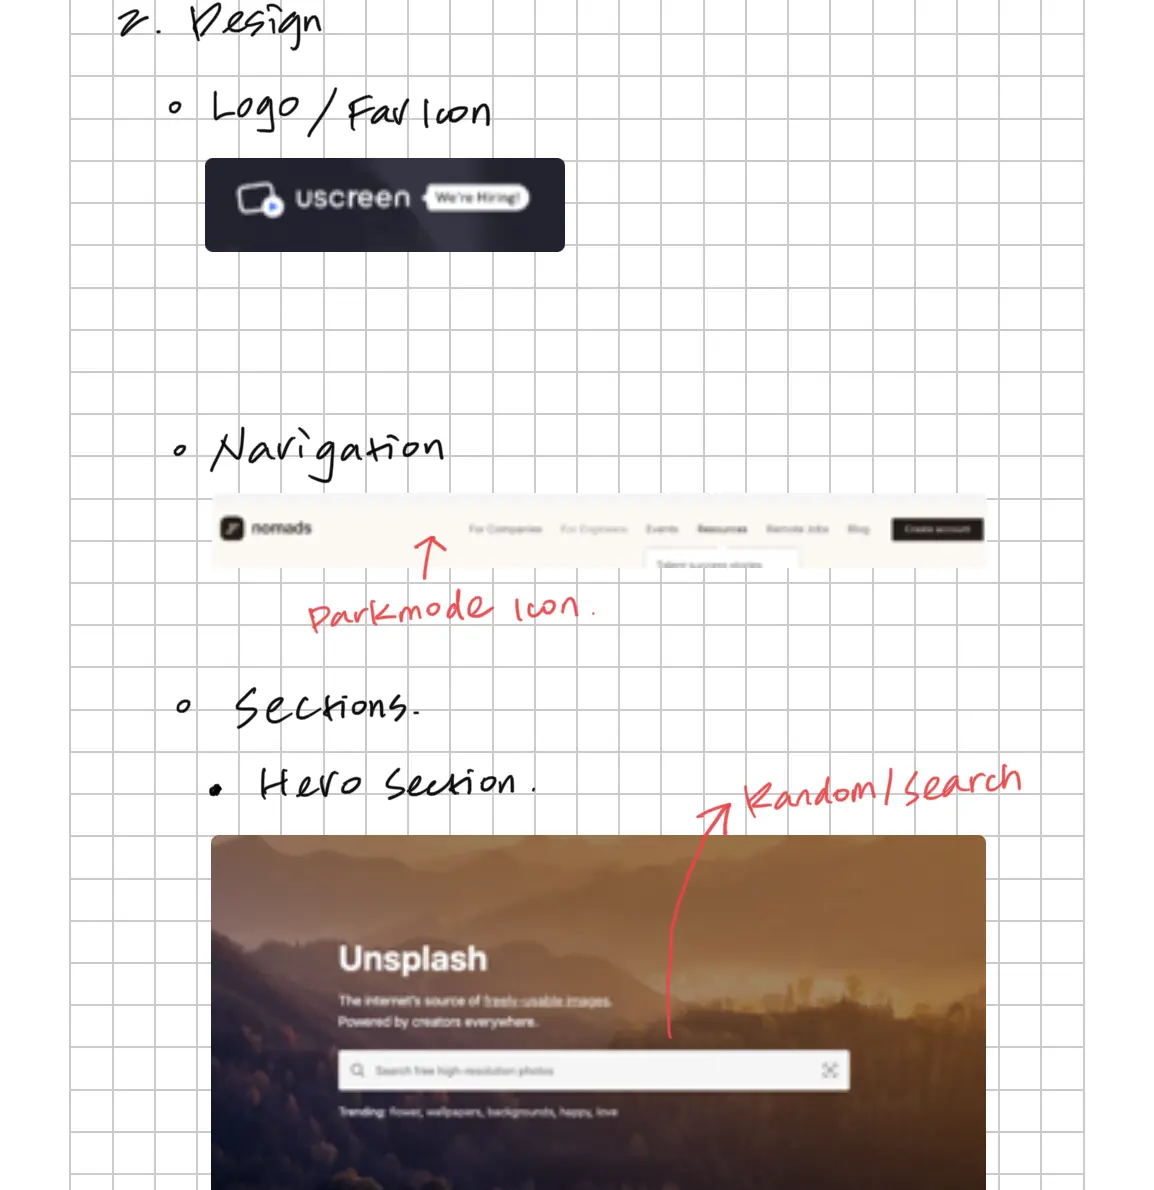 2. Design
Logo / Favicon
uscreen We're Hiring!
Navigation
nomads For Companies For Engineers Events Resources Remote Jobs Blog Create account
Talent success stories
Darkmode icon.
Sections.
Hero section.
Random / search
Unsplash
The internet's source of freely-usable images.
Powered by creators everywhere.
Search free high-resolution photos
Trending: flower, wallpapers, backgrounds, happy, love